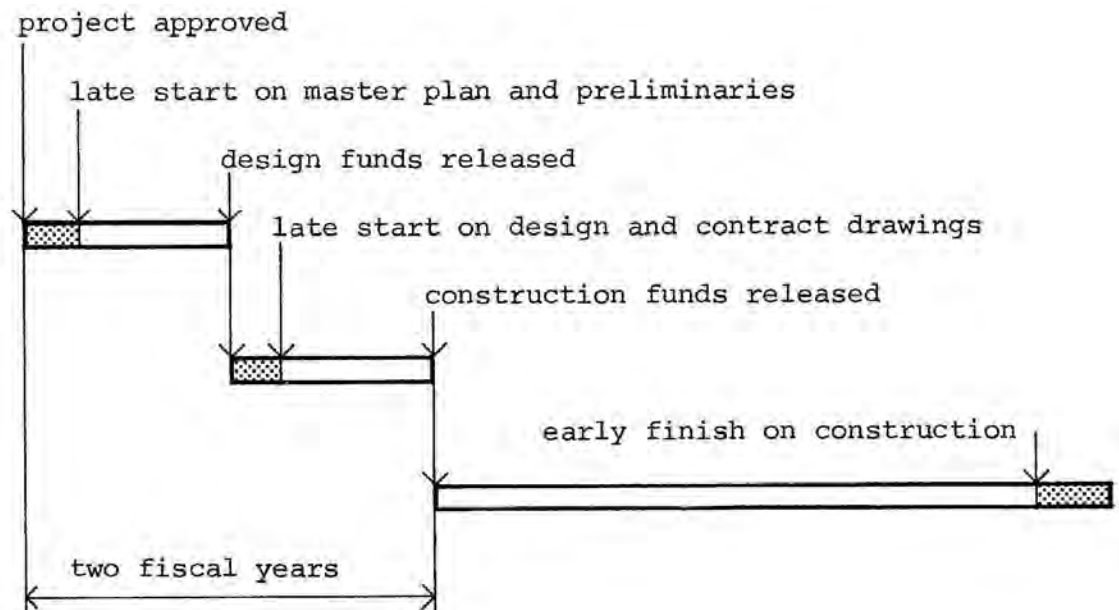 project approved
late start on master plan and preliminaries
design funds released
late start on design and contract drawings
construction funds released
early finish on construction
two fiscal years